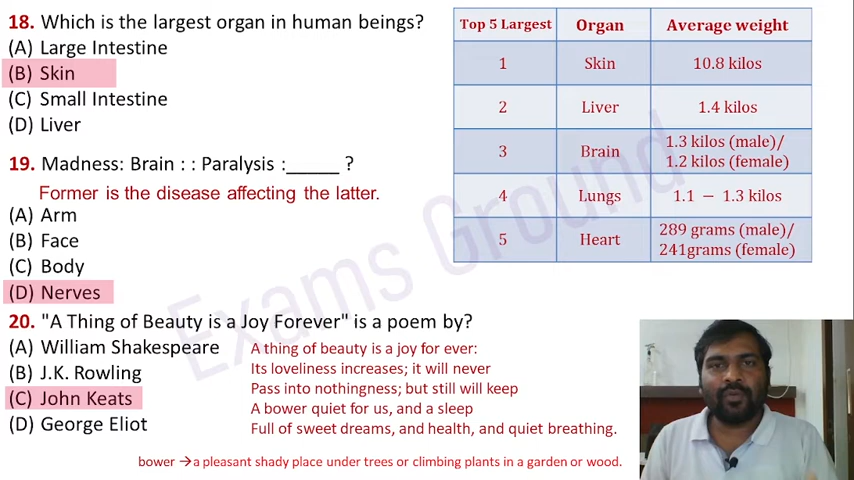 18. Which is the largest organ in human beings?
(A) Large Intestine
(B) Skin
(C) Small Intestine
(D) Liver
Top 5 Largest Organ Average weight
1 Skin 10.8 kilos
2 Liver 1.4 kilos
3 Brain 1.3 kilos (male)/
1.2 kilos (female)
4 Lungs 1.1 – 1.3 kilos
5 Heart 289 grams (male)/
241grams (female)
19. Madness: Brain : : Paralysis :_____ ?
Former is the disease affecting the latter.
(A) Arm
(B) Face
(C) Body
(D) Nerves
20. "A Thing of Beauty is a Joy Forever" is a poem by?
(A) William Shakespeare
(B) J.K. Rowling
(C) John Keats
(D) George Eliot
A thing of beauty is a joy for ever:
Its loveliness increases; it will never
Pass into nothingness; but still will keep
A bower quiet for us, and a sleep
Full of sweet dreams, and health, and quiet breathing.
bower →a pleasant shady place under trees or climbing plants in a garden or wood.
Exams Ground